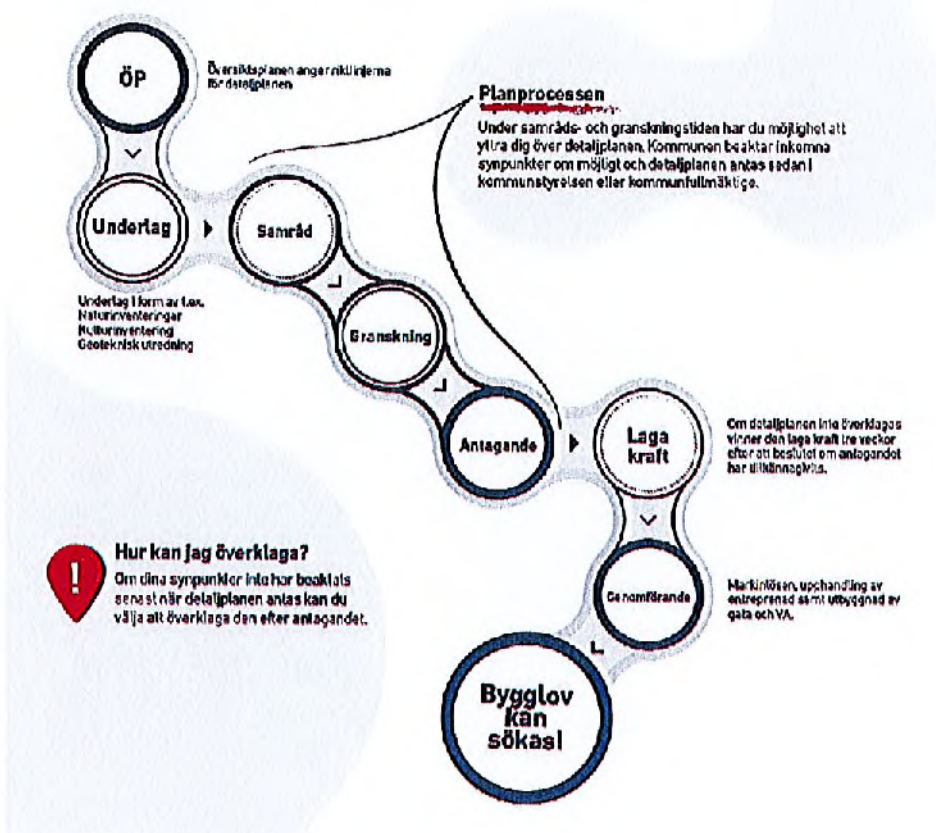 ÖP
Översiktsplanen anger riktlinjerna
för detaljplanen
Planprocessen
Under samråds- och granskningstiden har du möjlighet att
yttra dig över detaljplanen. Kommunen beaktar inkomna
synpunkter om möjligt och detaljplanen antas sedan i
kommunstyrelsen eller kommunfullmäktige.
Underlag
Samråd
Underlag i form av t.ex.
Naturinventeringar
Kulturinventering
Geoteknisk utredning
Granskning
Antagande
Laga
kraft
Om detaljplanen inte överklagas
vinner den laga kraft tre veckor
efter att beslutet om antagandet
har tillkännagivits.
Hur kan jag överklaga?
Om dina synpunkter inte har beaktats
senast när detaljplanen antas kan du
välja att överklaga den efter antagandet.
Genomförande
Markinlösen, upphandling av
entreprenad samt utbyggnad av
gata och VA.
Bygglov
kan
sökas!